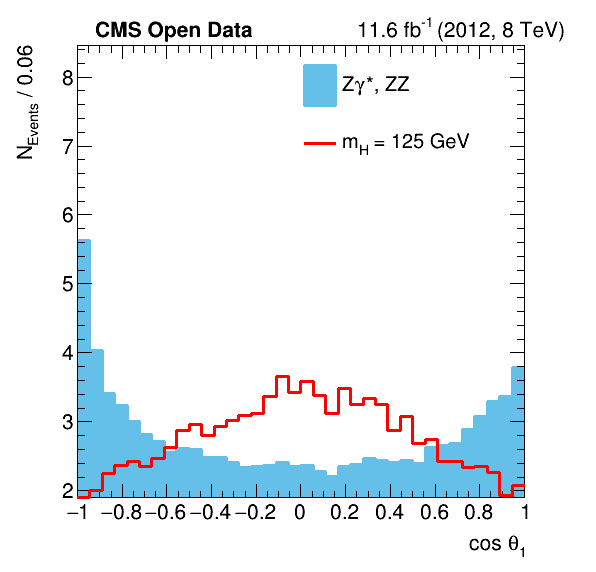 CMS Open Data 11.6 fb⁻¹ (2012, 8 TeV)
N_Events / 0.06
Zγ*, ZZ
m_H = 125 GeV
8
7
6
5
4
3
2
−1 −0.8 −0.6 −0.4 −0.2 0 0.2 0.4 0.6 0.8 1
cos θ₁